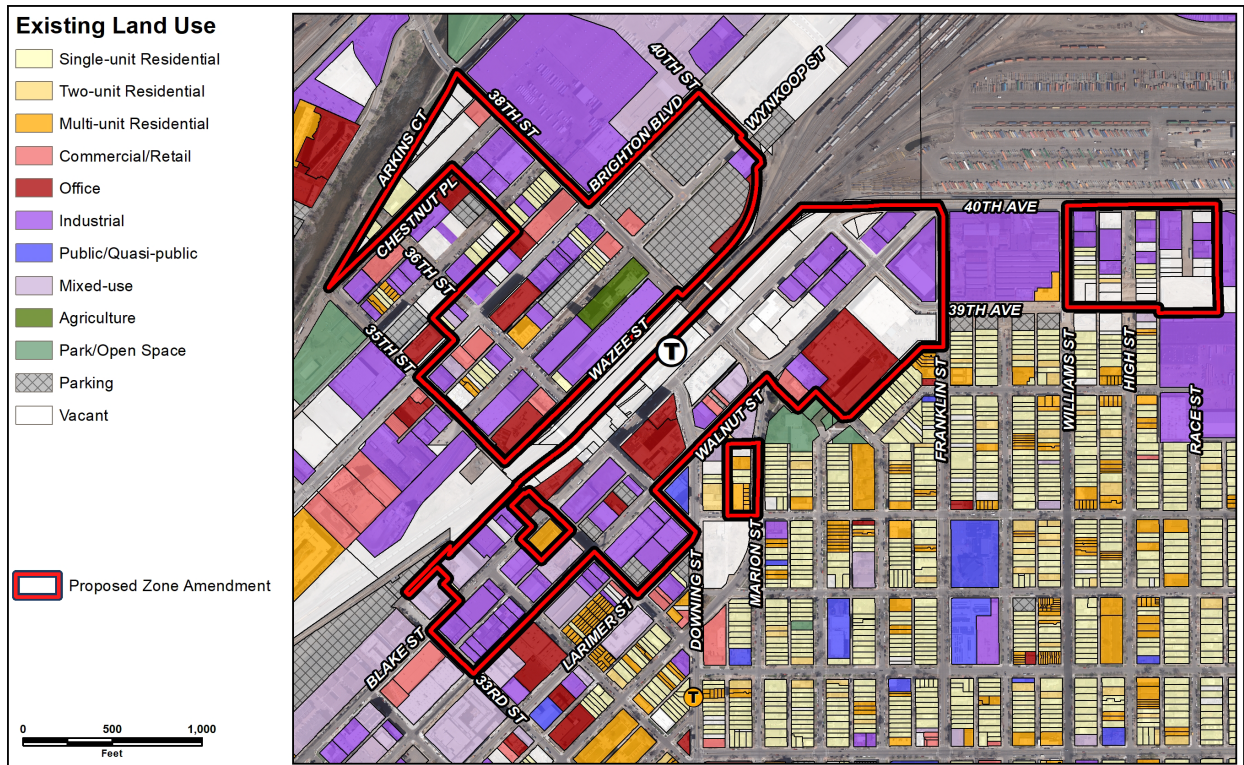 Existing Land Use
Single-unit Residential
Two-unit Residential
Multi-unit Residential
Commercial/Retail
Office
Industrial
Public/Quasi-public
Mixed-use
Agriculture
Park/Open Space
Parking
Vacant
Proposed Zone Amendment
0 500 1,000
Feet
40TH ST
WYNKOOP ST
38TH ST
BRIGHTON BLVD
ARKINS CT
CHESTNUT PL
36TH ST
35TH ST
WAZEE ST
T
40TH AVE
39TH AVE
FRANKLIN ST
WILLIAMS ST
HIGH ST
RACE ST
WALNUT ST
MARION ST
DOWNING ST
LARIMER ST
BLAKE ST
33RD ST
T